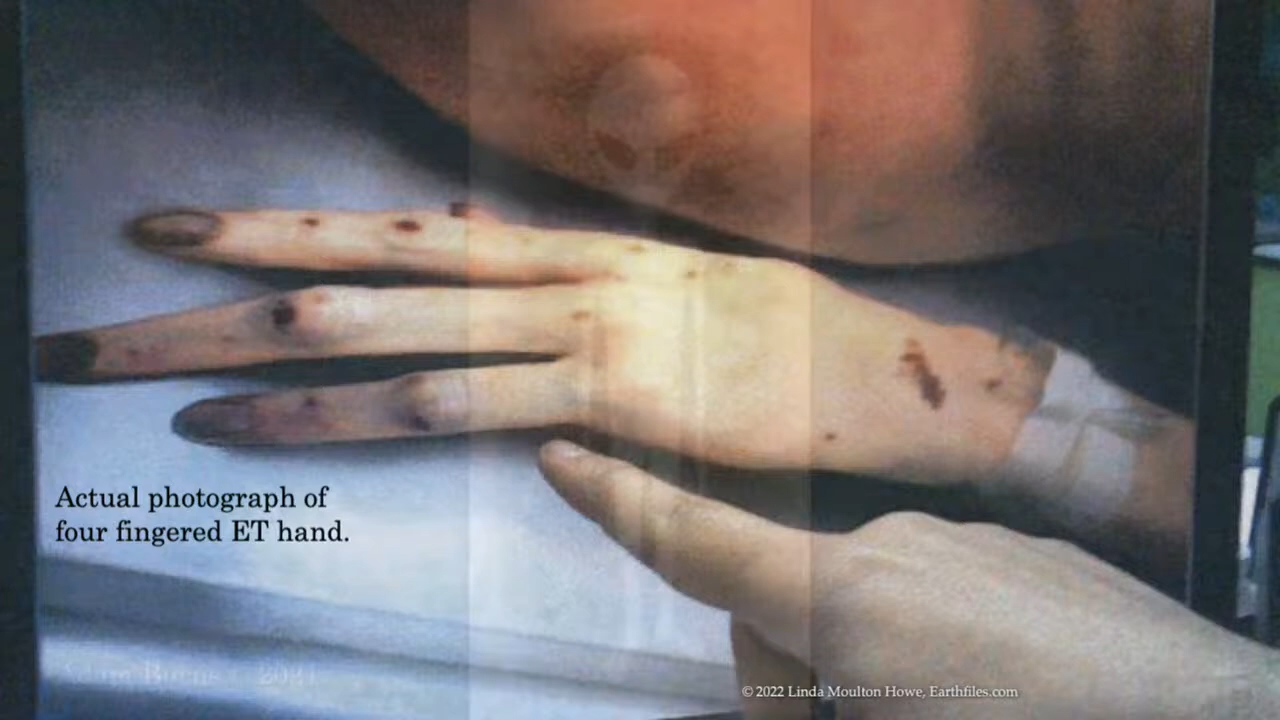 Actual photograph of
four fingered ET hand.
© 2022 Linda Moulton Howe, Earthfiles.com